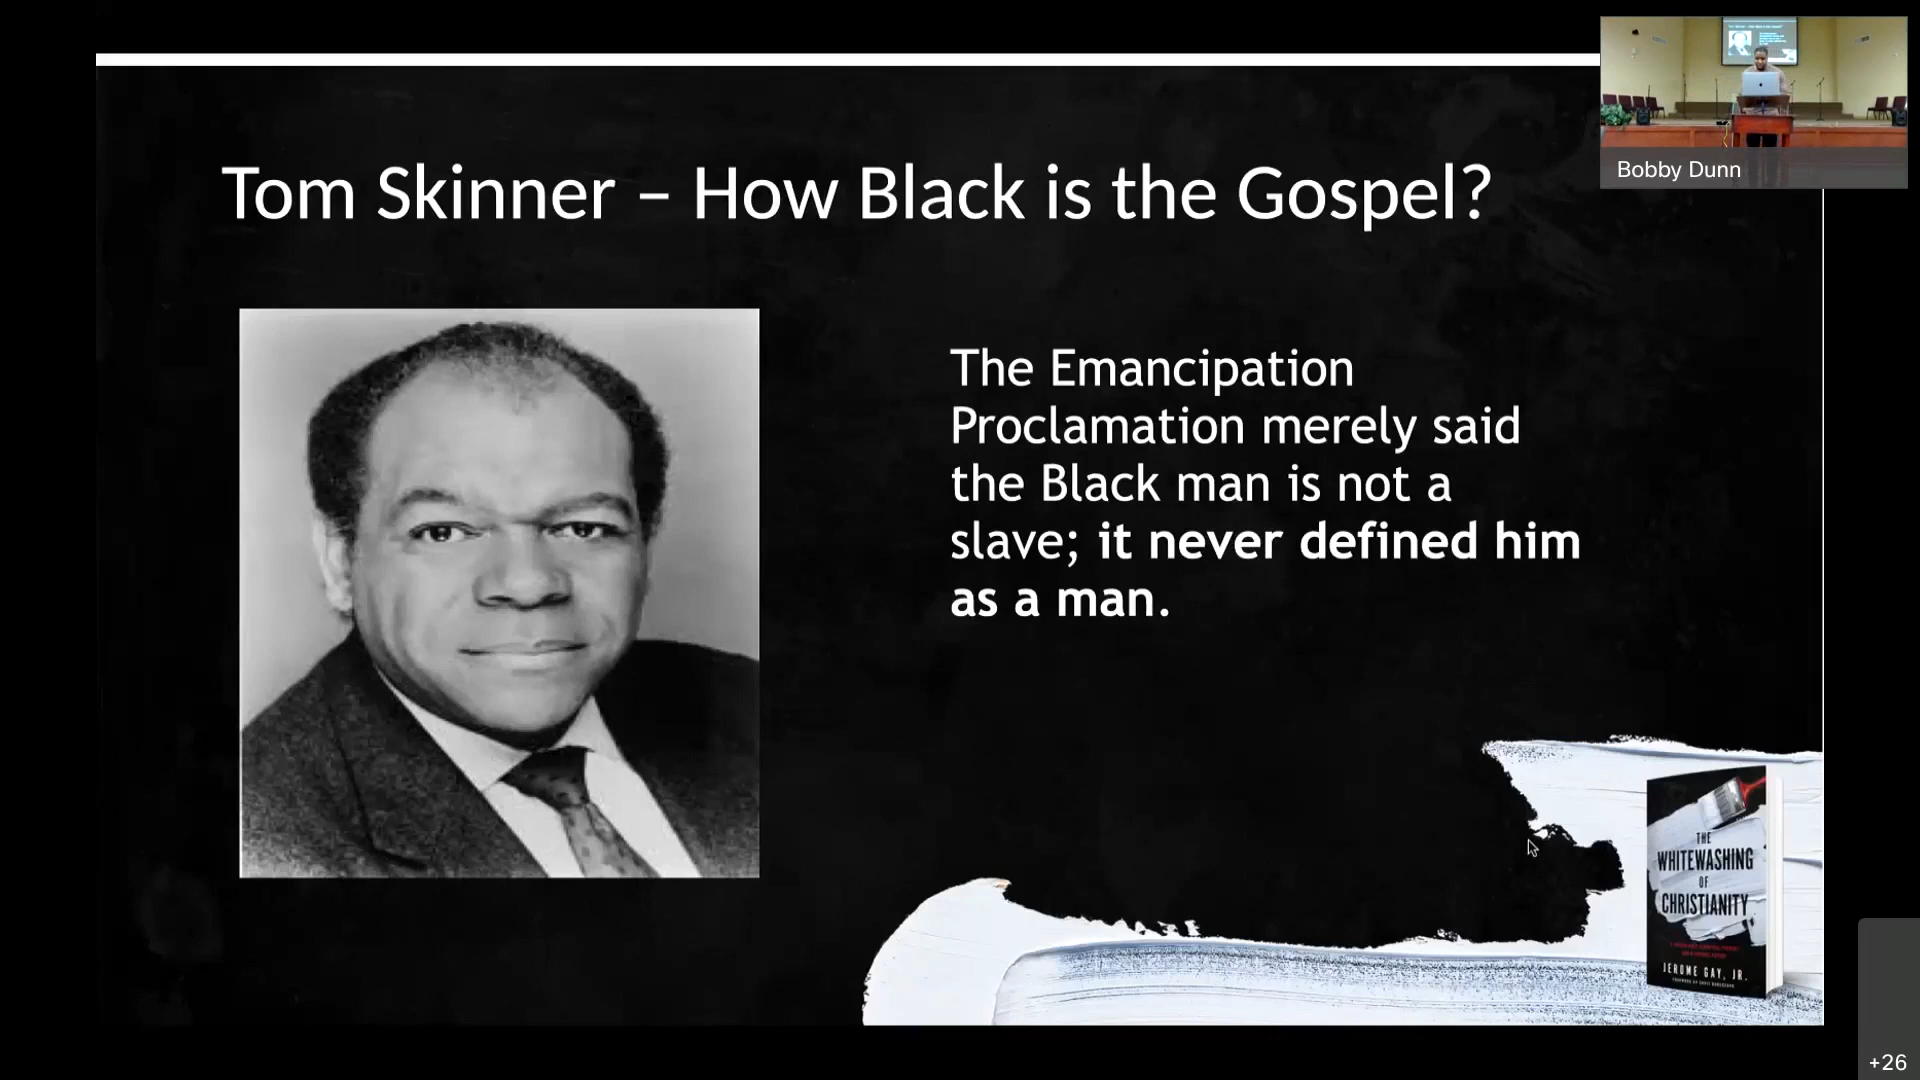 Tom Skinner – How Black is the Gospel?
Bobby Dunn
The Emancipation
Proclamation merely said
the Black man is not a
slave; it never defined him
as a man.
THE
WHITEWASHING
OF
CHRISTIANITY
JEROME GAY, JR.
+26